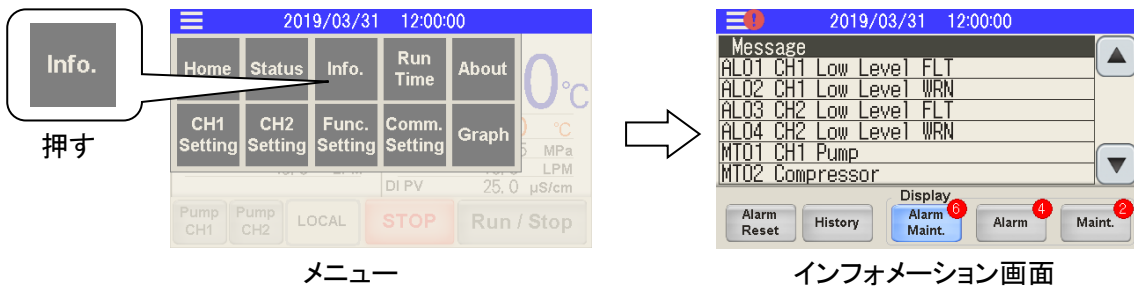 Info.
押す
2019/03/31 12:00:00
Home Status Info. Run Time About
CH1 Setting CH2 Setting Func. Setting Comm. Setting Graph
0 °C
°C
5 MPa
LPM LPM
DI PV 25.0 μS/cm
Pump CH1 Pump CH2 LOCAL STOP Run / Stop
メニュー
! 2019/03/31 12:00:00
Message
AL01 CH1 Low Level FLT
AL02 CH1 Low Level WRN
AL03 CH2 Low Level FLT
AL04 CH2 Low Level WRN
MT01 CH1 Pump
MT02 Compressor
Display
Alarm Reset History Alarm Maint. 6 Alarm 4 Maint. 2
インフォメーション画面